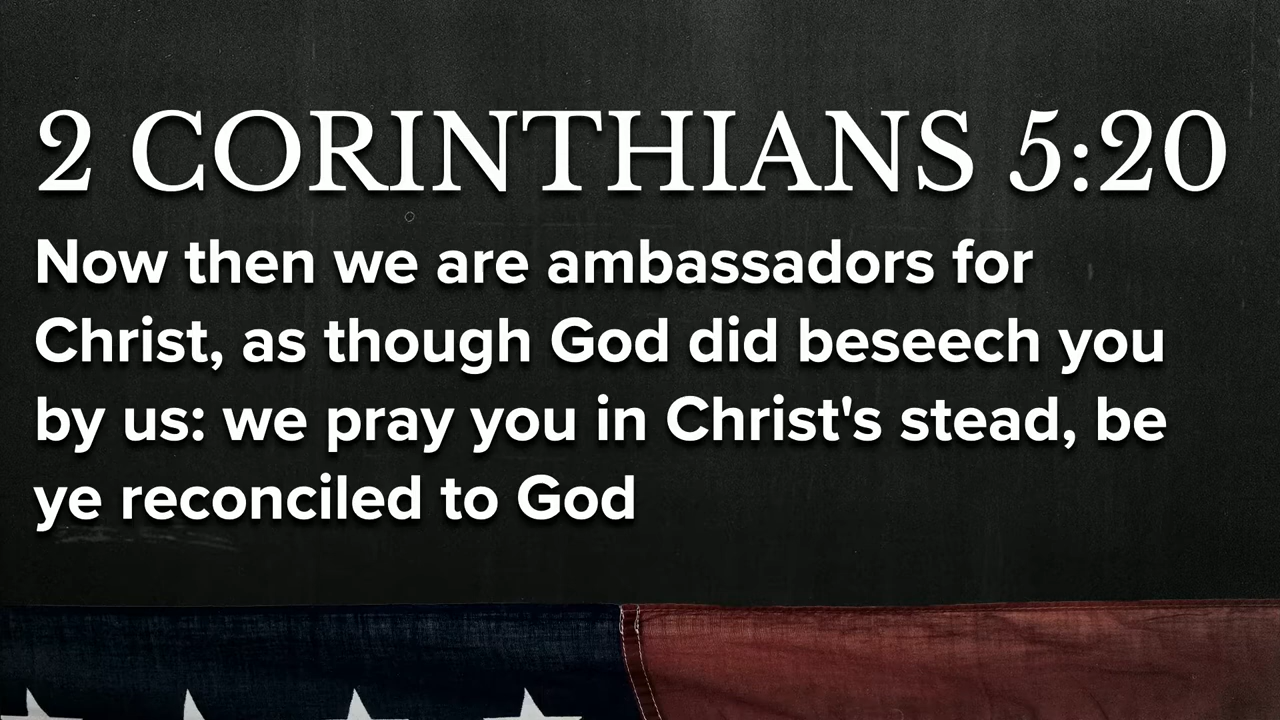 2 CORINTHIANS 5:20
Now then we are ambassadors for
Christ, as though God did beseech you
by us: we pray you in Christ's stead, be
ye reconciled to God